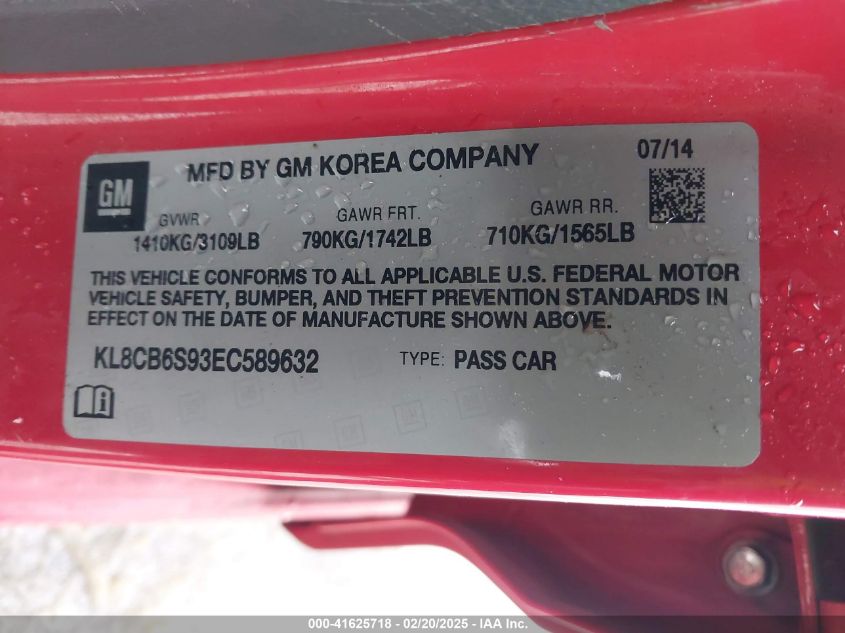 GM
MFD BY GM KOREA COMPANY 07/14
GVWR GAWR FRT. GAWR RR.
1410KG/3109LB 790KG/1742LB 710KG/1565LB
THIS VEHICLE CONFORMS TO ALL APPLICABLE U.S. FEDERAL MOTOR
VEHICLE SAFETY, BUMPER, AND THEFT PREVENTION STANDARDS IN
EFFECT ON THE DATE OF MANUFACTURE SHOWN ABOVE.
KL8CB6S93EC589632 TYPE: PASS CAR
000-41625718 - 02/20/2025 - IAA Inc.